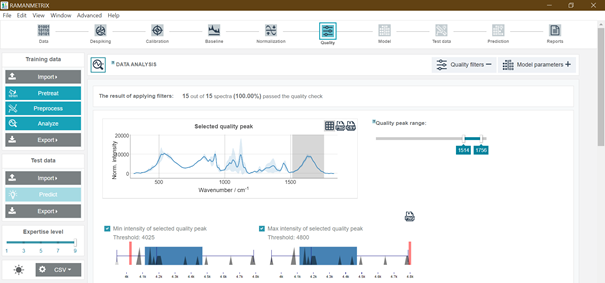 RAMANMETRIX
File Edit View Window Advanced Help
Data Despiking Calibration Baseline Normalization Quality Model Test data Prediction Reports
Training data
Import
Pretreat
Preprocess
Analyze
Export
Test data
Import
Predict
Export
Expertise level
1 3 5 7 9
CSV
DATA ANALYSIS
Quality filters
Model parameters
The result of applying filters: 15 out of 15 spectra (100.00%) passed the quality check
Selected quality peak
Norm. intensity
20000
0
500 1000 1500
Wavenumber / cm⁻¹
Quality peak range:
1514 1750
Min intensity of selected quality peak
Threshold: 4025
Max intensity of selected quality peak
Threshold: 4800